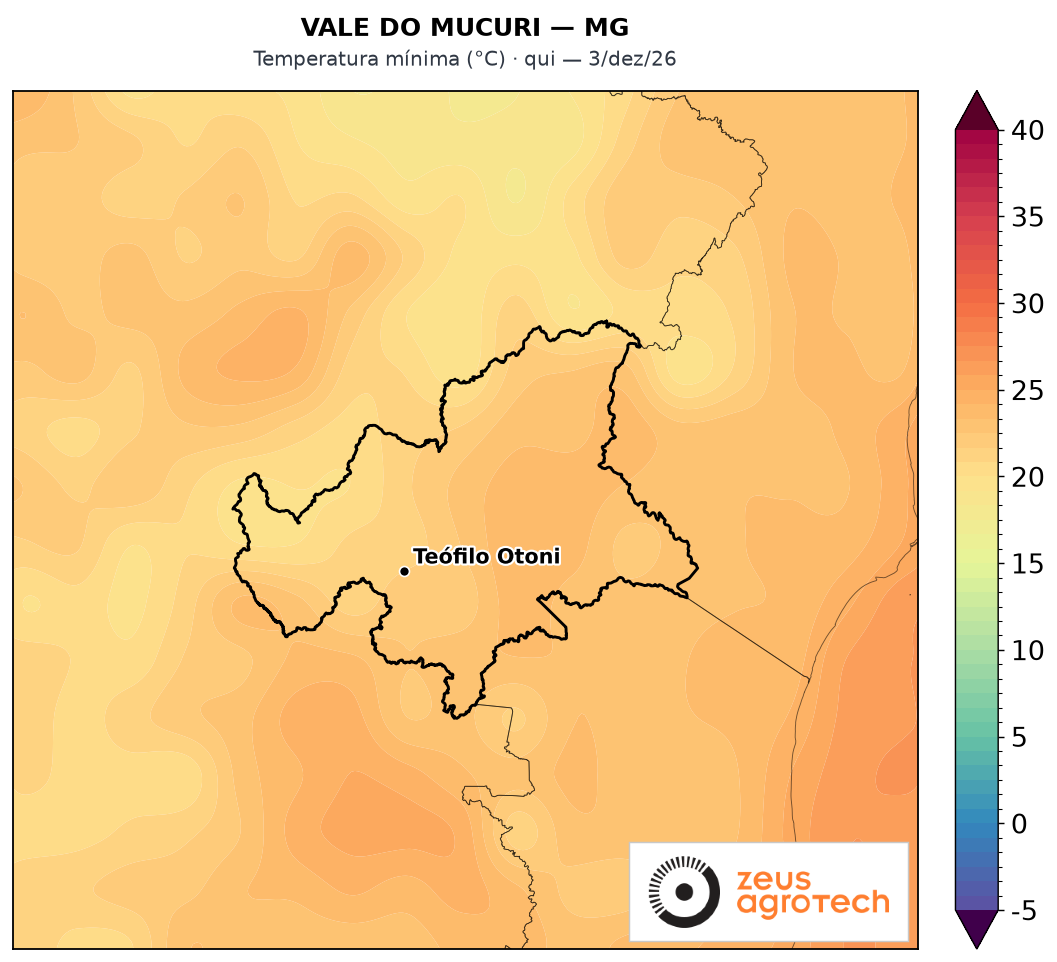 VALE DO MUCURI — MG
Temperatura mínima (°C) · qui — 3/dez/26
40
35
30
25
20
15
10
5
0
-5
Teófilo Otoni
zeus
agrotech